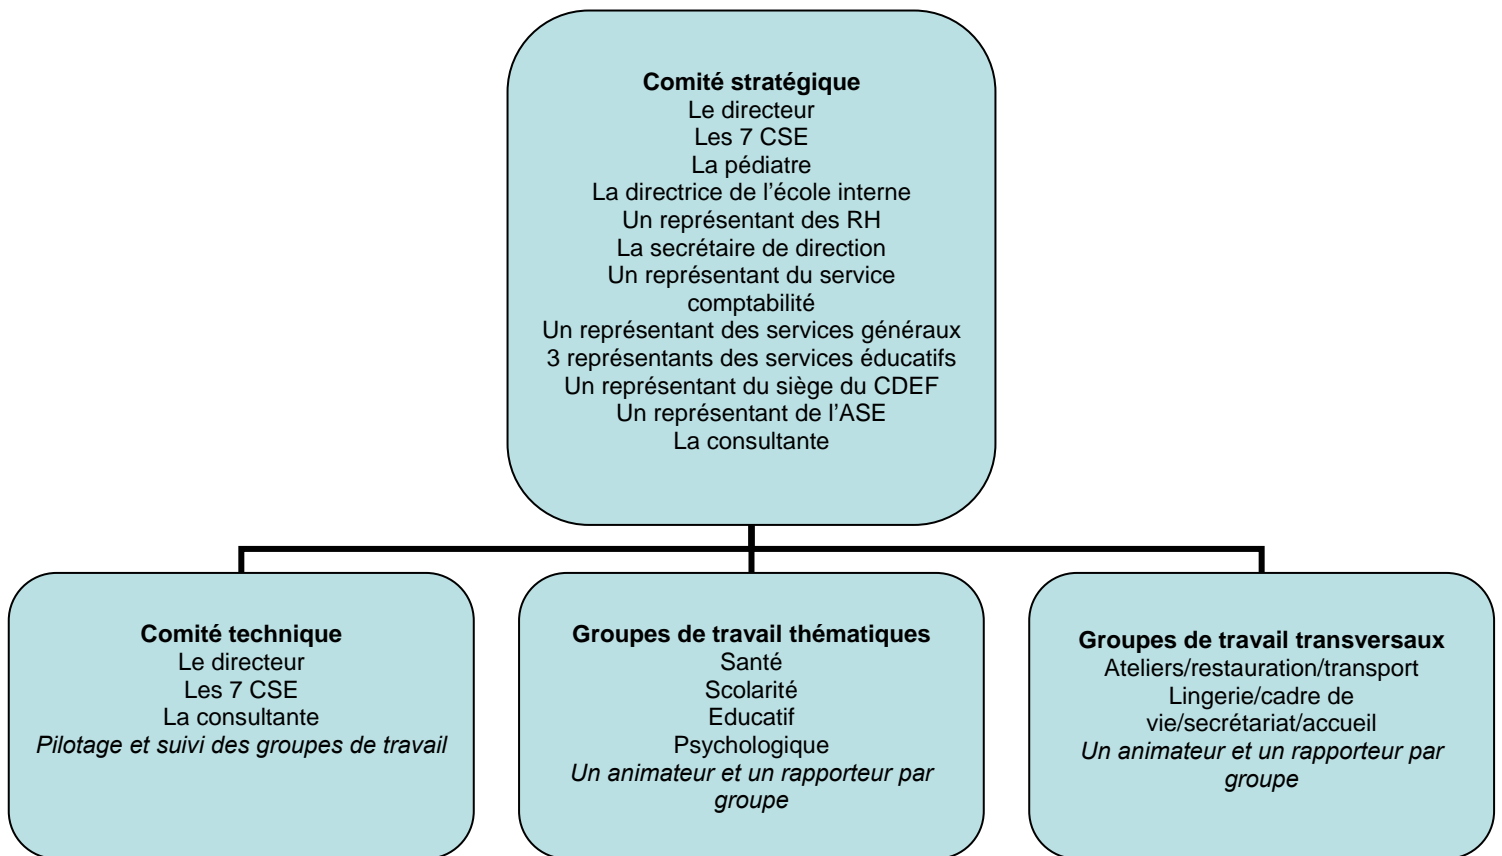 Comité stratégique
Le directeur
Les 7 CSE
La pédiatre
La directrice de l’école interne
Un représentant des RH
La secrétaire de direction
Un représentant du service
comptabilité
Un représentant des services généraux
3 représentants des services éducatifs
Un représentant du siège du CDEF
Un représentant de l’ASE
La consultante
Comité technique
Le directeur
Les 7 CSE
La consultante
Pilotage et suivi des groupes de travail
Groupes de travail thématiques
Santé
Scolarité
Educatif
Psychologique
Un animateur et un rapporteur par
groupe
Groupes de travail transversaux
Ateliers/restauration/transport
Lingerie/cadre de
vie/secrétariat/accueil
Un animateur et un rapporteur par
groupe